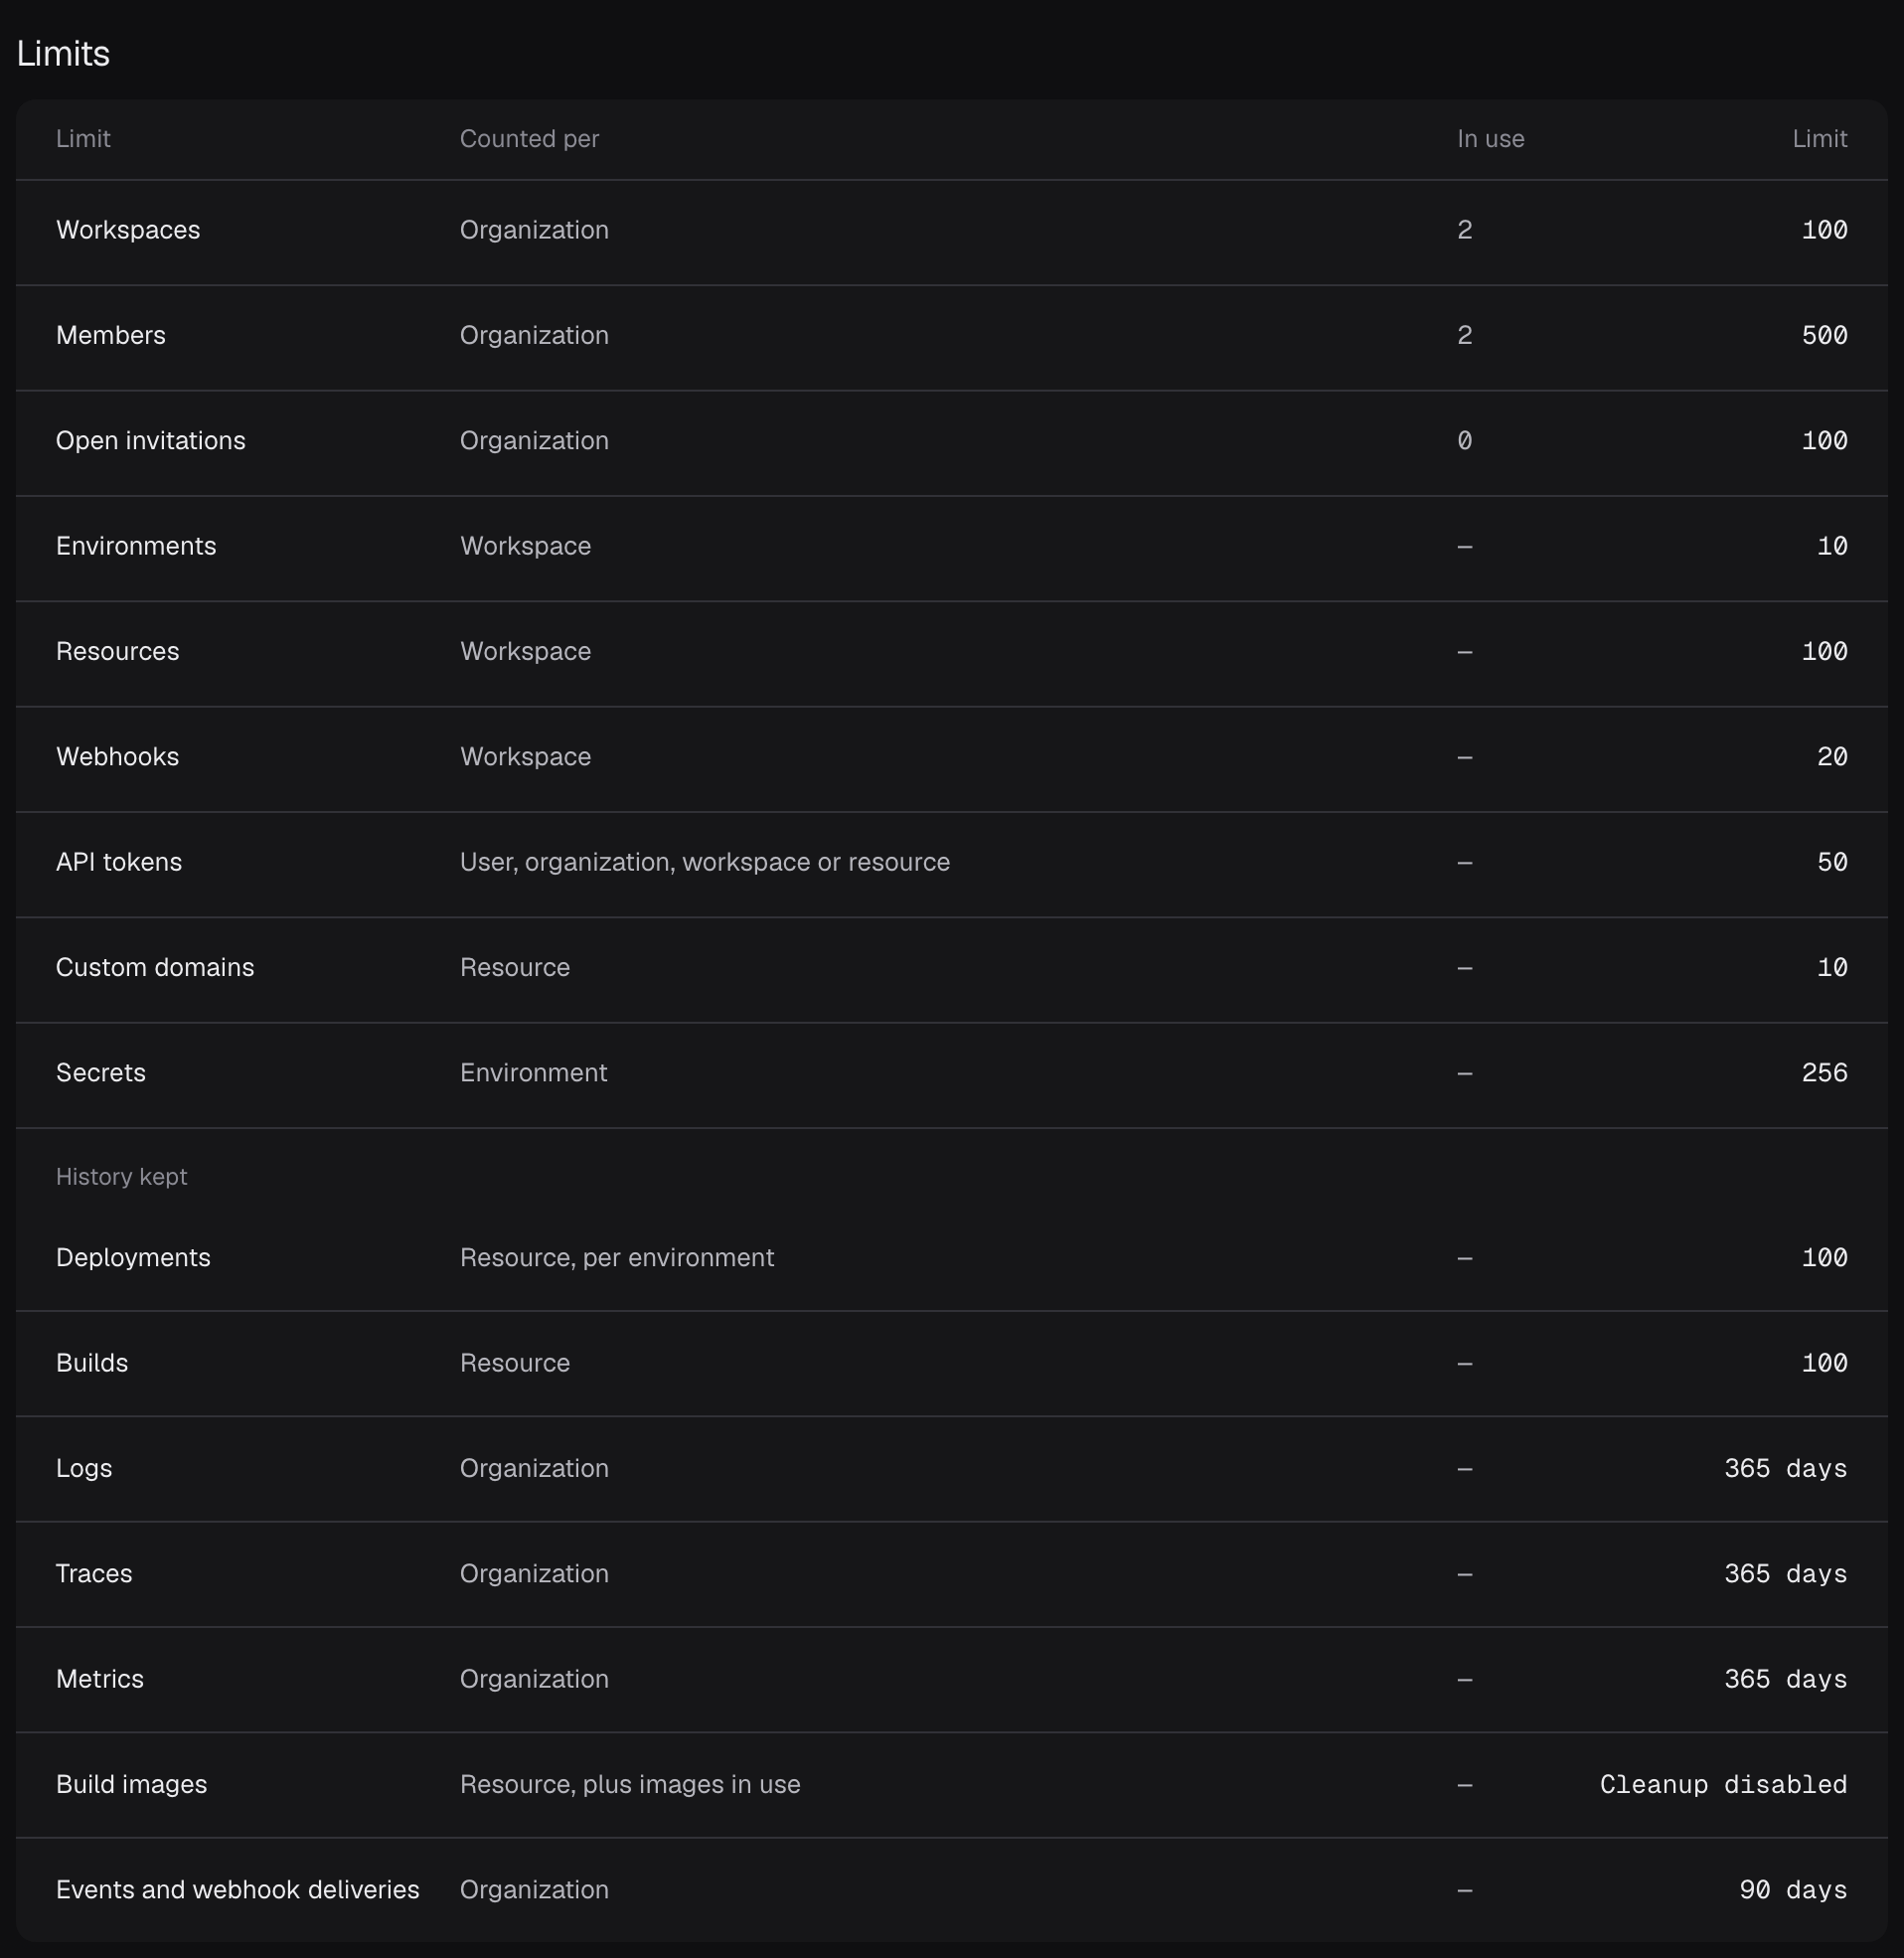 Limits
Limit Counted per In use Limit
Workspaces Organization 2 100
Members Organization 2 500
Open invitations Organization 0 100
Environments Workspace – 10
Resources Workspace – 100
Webhooks Workspace – 20
API tokens User, organization, workspace or resource – 50
Custom domains Resource – 10
Secrets Environment – 256
History kept
Deployments Resource, per environment – 100
Builds Resource – 100
Logs Organization – 365 days
Traces Organization – 365 days
Metrics Organization – 365 days
Build images Resource, plus images in use – Cleanup disabled
Events and webhook deliveries Organization – 90 days